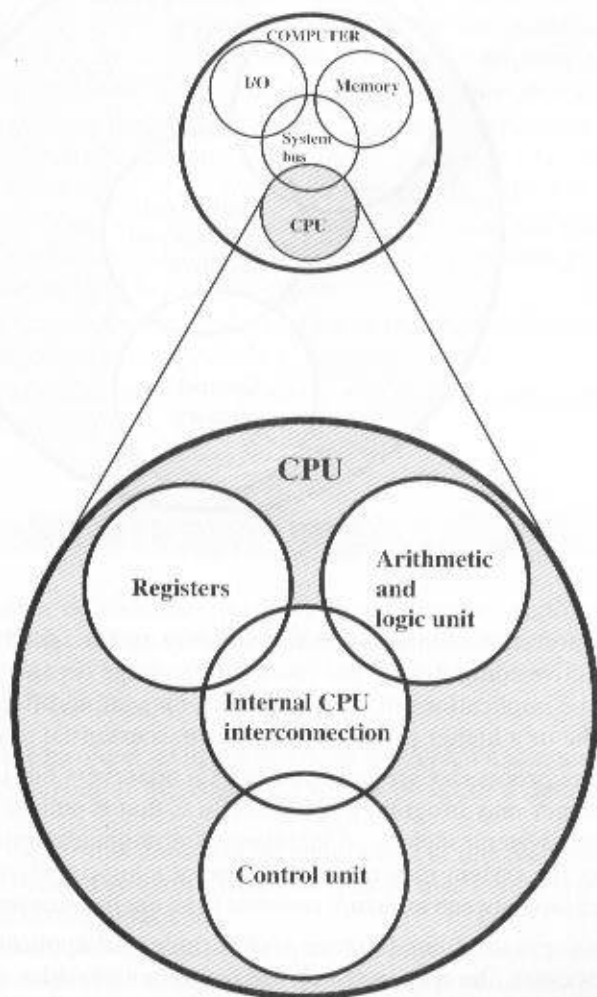 COMPUTER
I/O
Memory
System
bus
CPU
CPU
Registers
Arithmetic
and
logic unit
Internal CPU
interconnection
Control unit